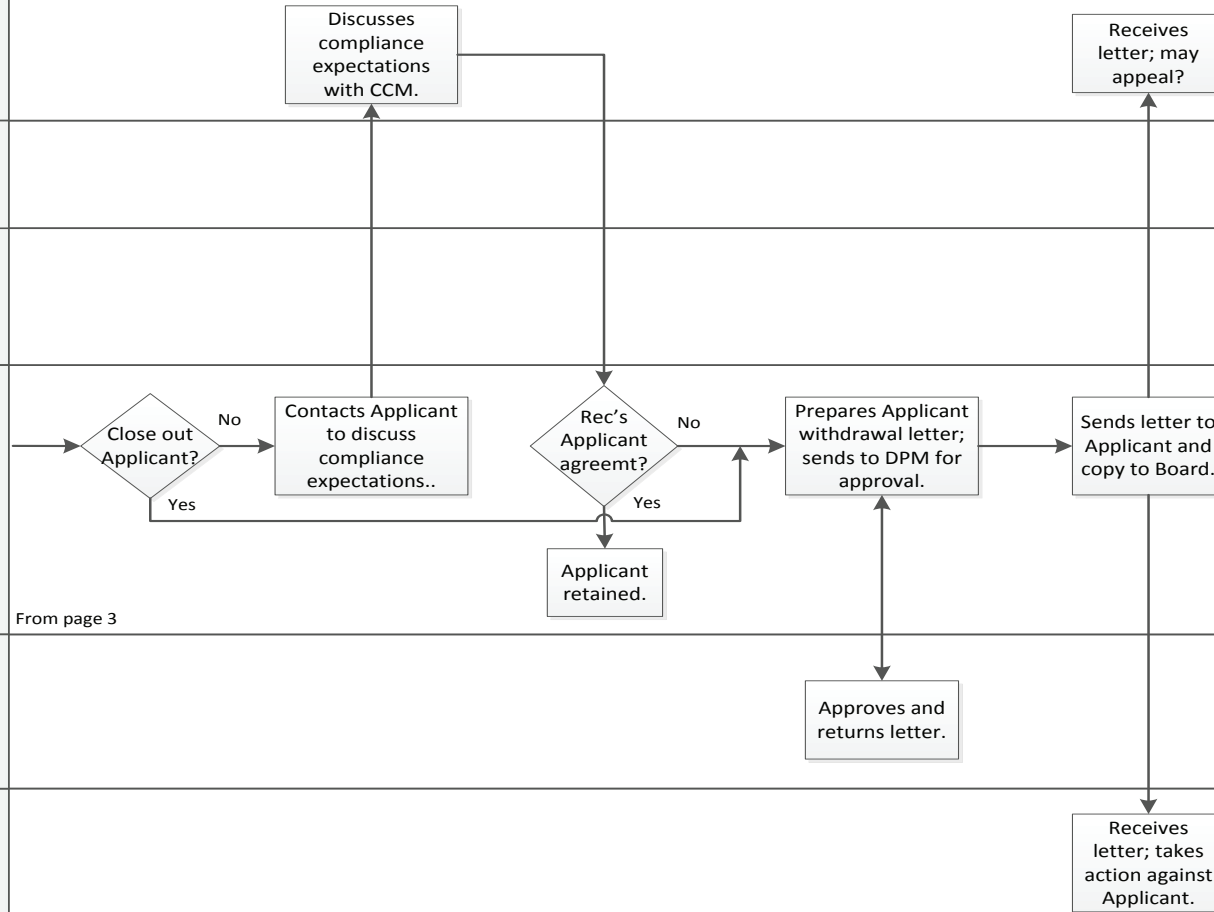 Discusses
compliance
expectations
with CCM.
Receives
letter; may
appeal?
Close out
Applicant?
No
Yes
Contacts Applicant
to discuss
compliance
expectations..
Rec's
Applicant
agreemt?
No
Yes
Applicant
retained.
Prepares Applicant
withdrawal letter;
sends to DPM for
approval.
Sends letter to
Applicant and
copy to Board.
From page 3
Approves and
returns letter.
Receives
letter; takes
action against
Applicant.